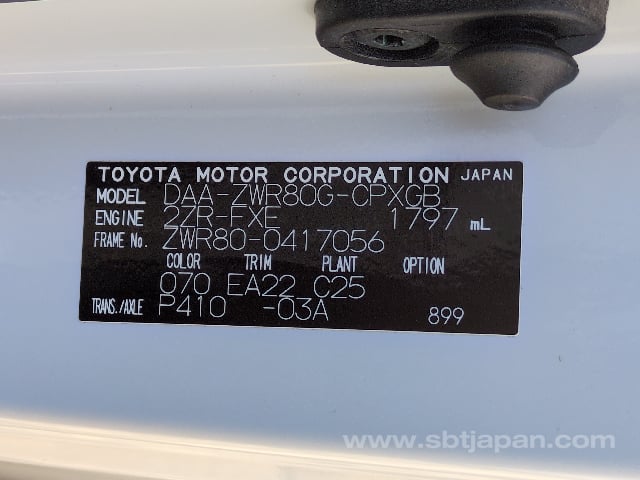 TOYOTA MOTOR CORPORATION JAPAN
MODEL DAA-ZWR80G-CPXGB
ENGINE 2ZR-FXE 1797 mL
FRAME No. ZWR80-0417056
COLOR TRIM PLANT OPTION
070 EA22 C25
TRANS./AXLE P410 -03A 899
www.sbtjapan.com